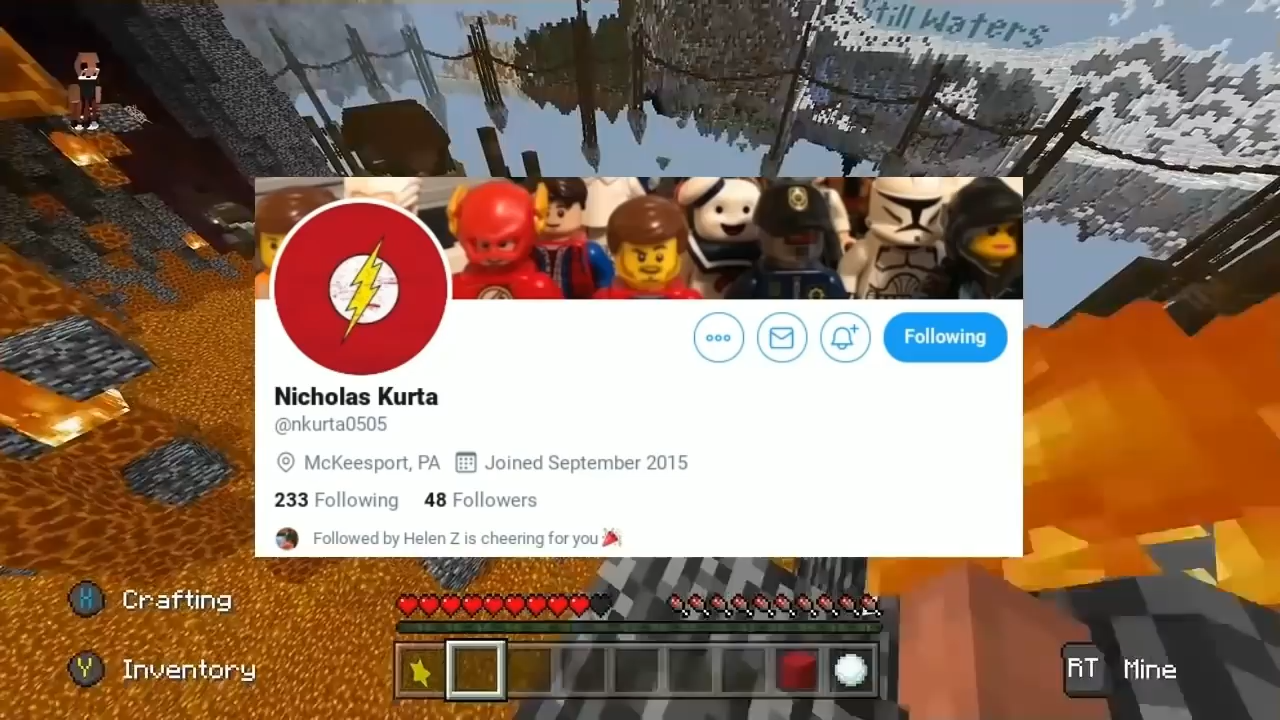 Still Waters
Following
Nicholas Kurta
@nkurta0505
McKeesport, PA Joined September 2015
233 Following 48 Followers
Followed by Helen Z is cheering for you
X Crafting
Y Inventory
RT Mine